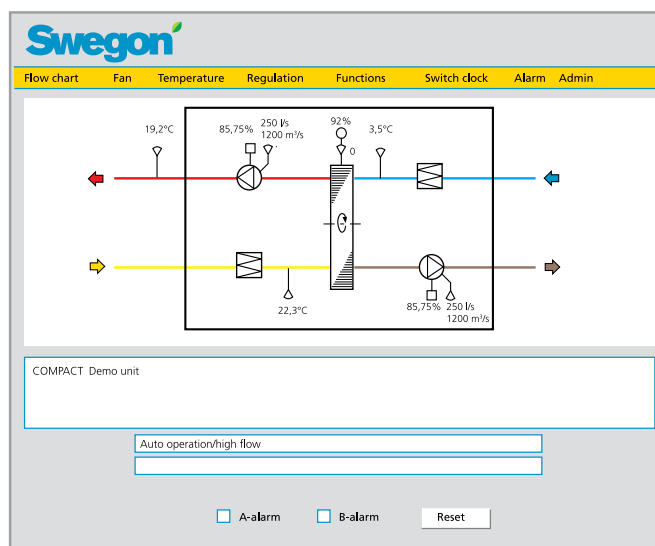 Swegon
Flow chart Fan Temperature Regulation Functions Switch clock Alarm Admin
19,2°C 85,75% 250 l/s 92% 3,5°C
1200 m³/s 0
22,3°C 85,75% 250 l/s
1200 m³/s
COMPACT Demo unit
Auto operation/high flow
A-alarm B-alarm Reset